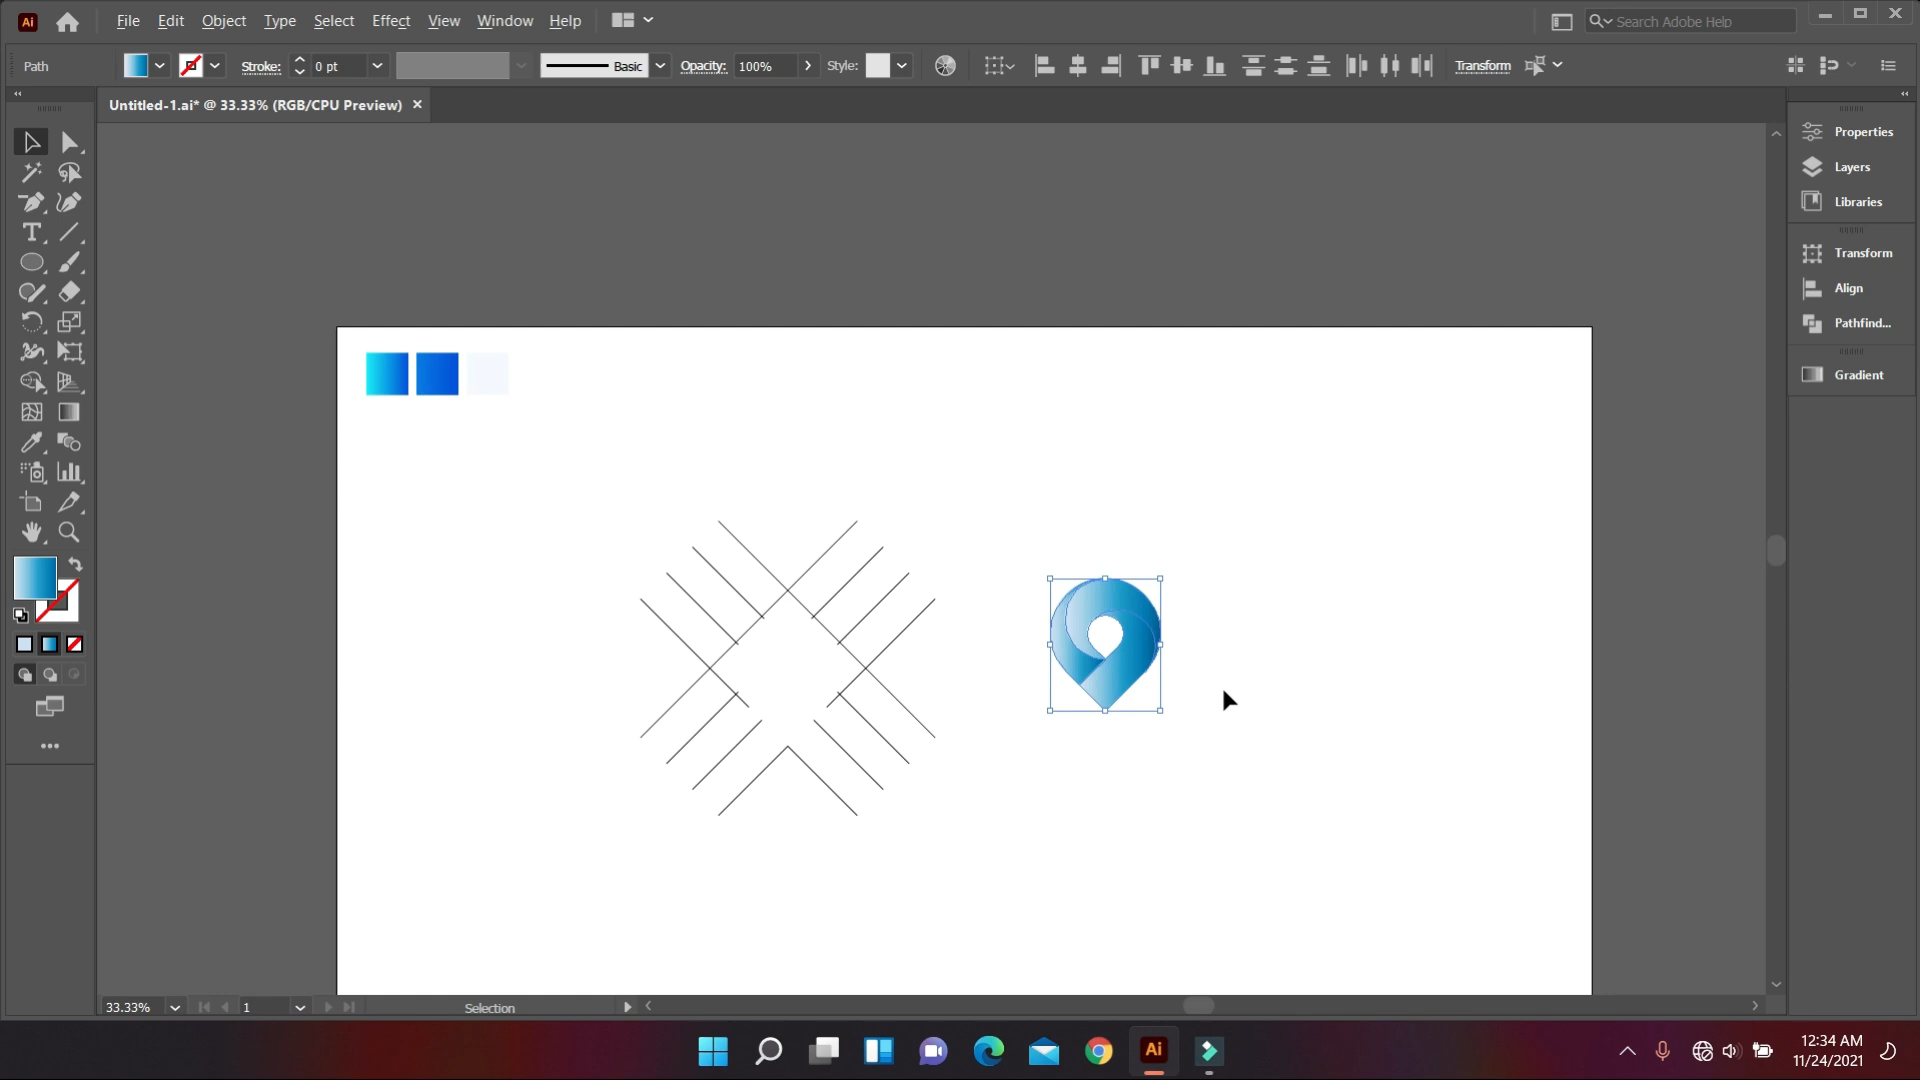 Ai File Edit Object Type Select Effect View Window Help Search Adobe Help
Path Stroke: 0 pt Basic Opacity: 100% Style: Transform
Untitled-1.ai* @ 33.33% (RGB/CPU Preview) ×
Properties
Layers
Libraries
Transform
Align
Pathfind...
Gradient
33.33% 1 Selection
Ai
12:34 AM
11/24/2021